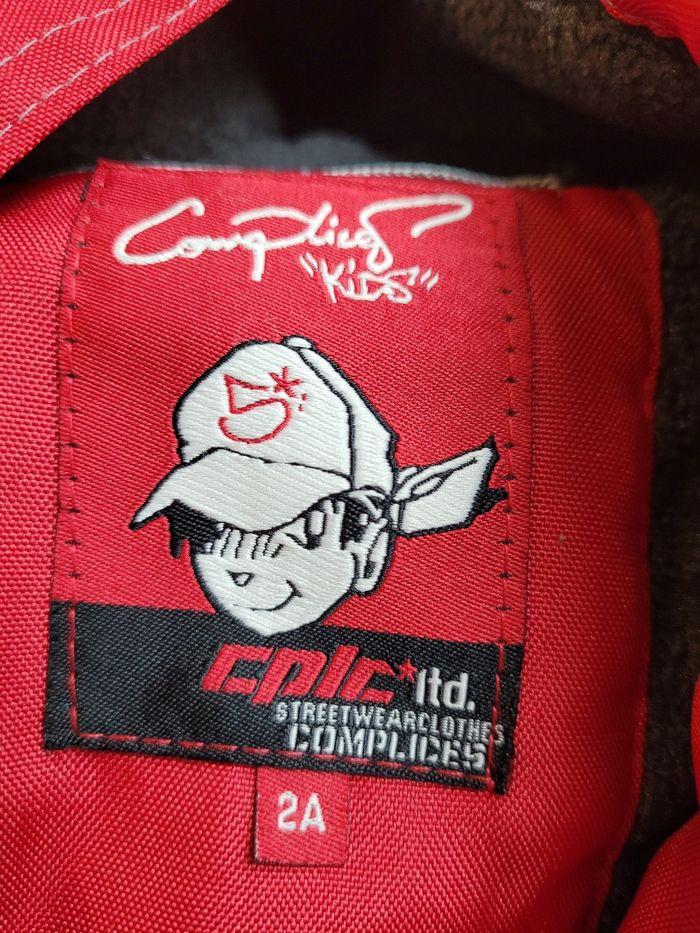 Complices
"KiDS"
cplc*ltd.
STREETWEARCLOTHES
COMPLICES
2A